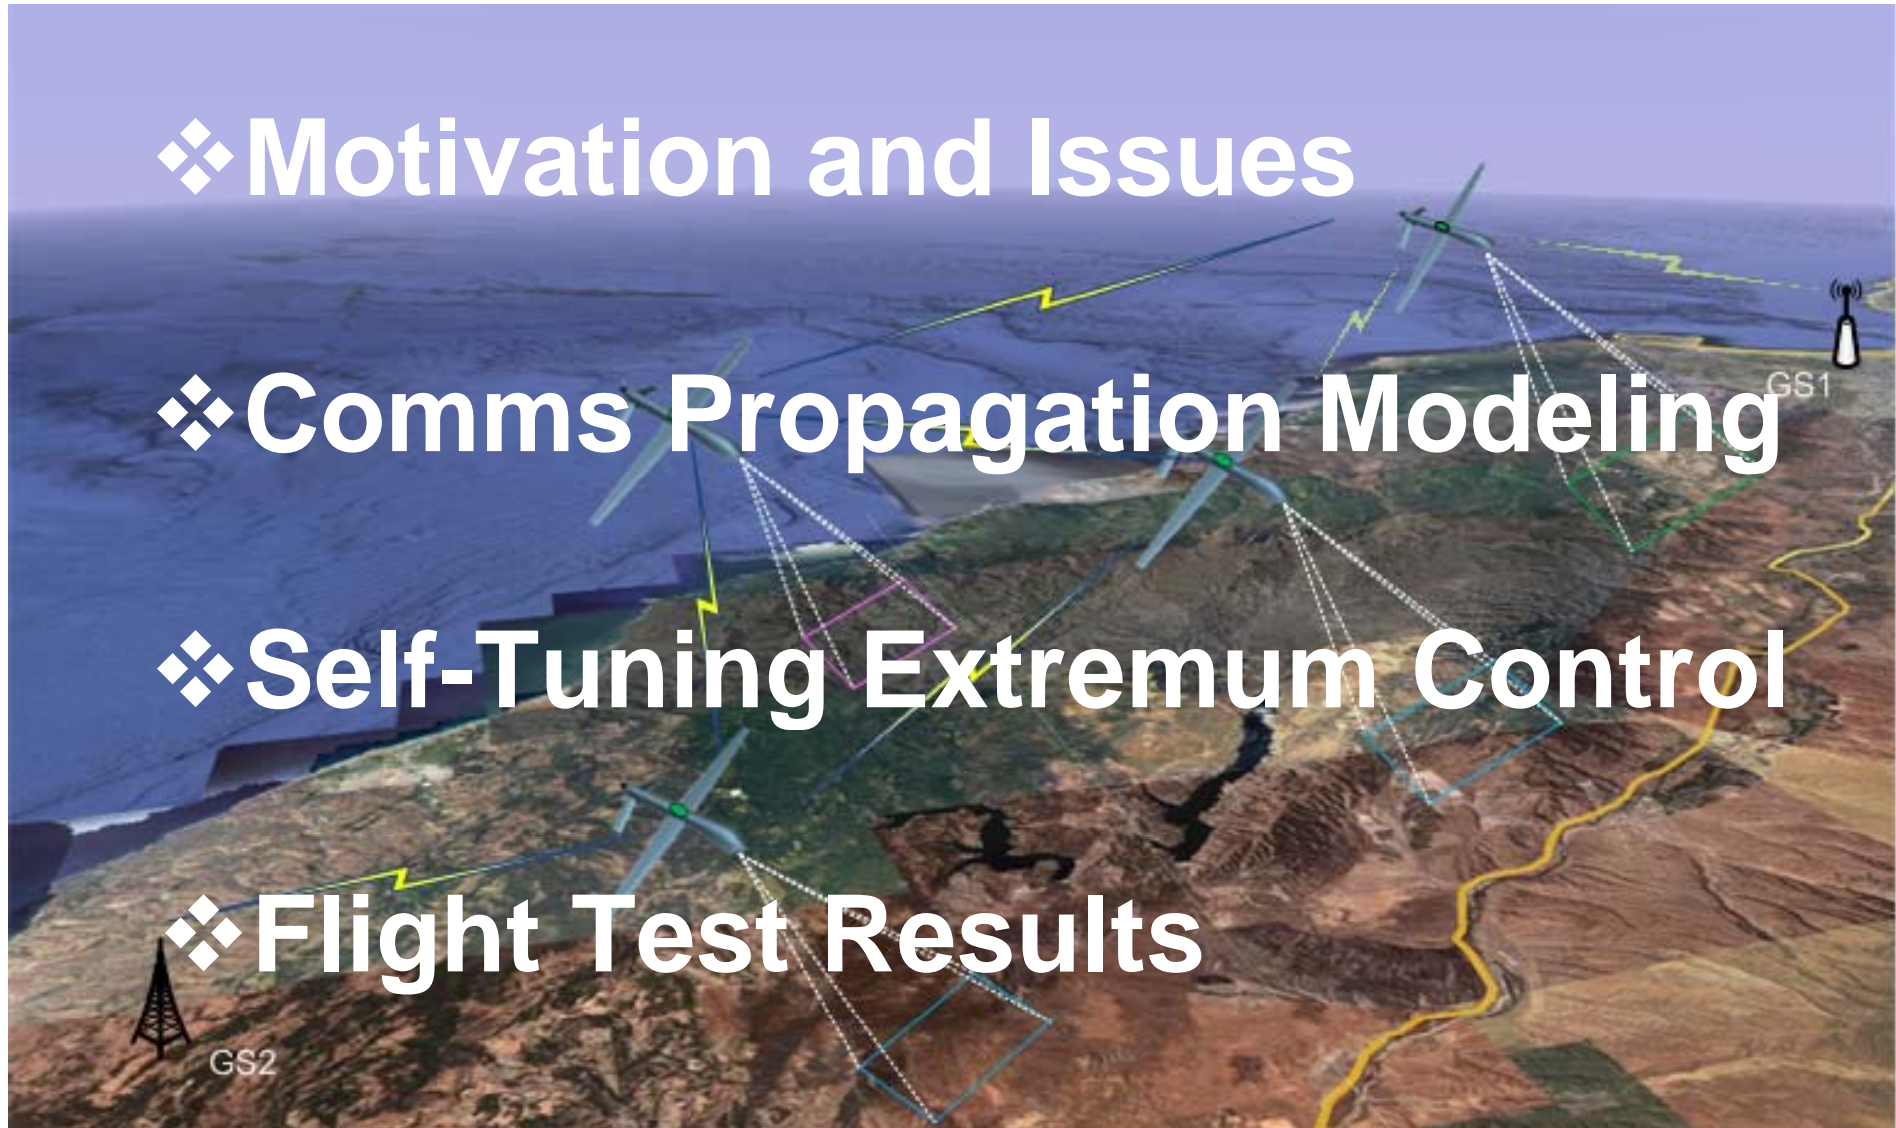 ❖Motivation and Issues
GS1
❖Comms Propagation Modeling
❖Self-Tuning Extremum Control
❖Flight Test Results
GS2